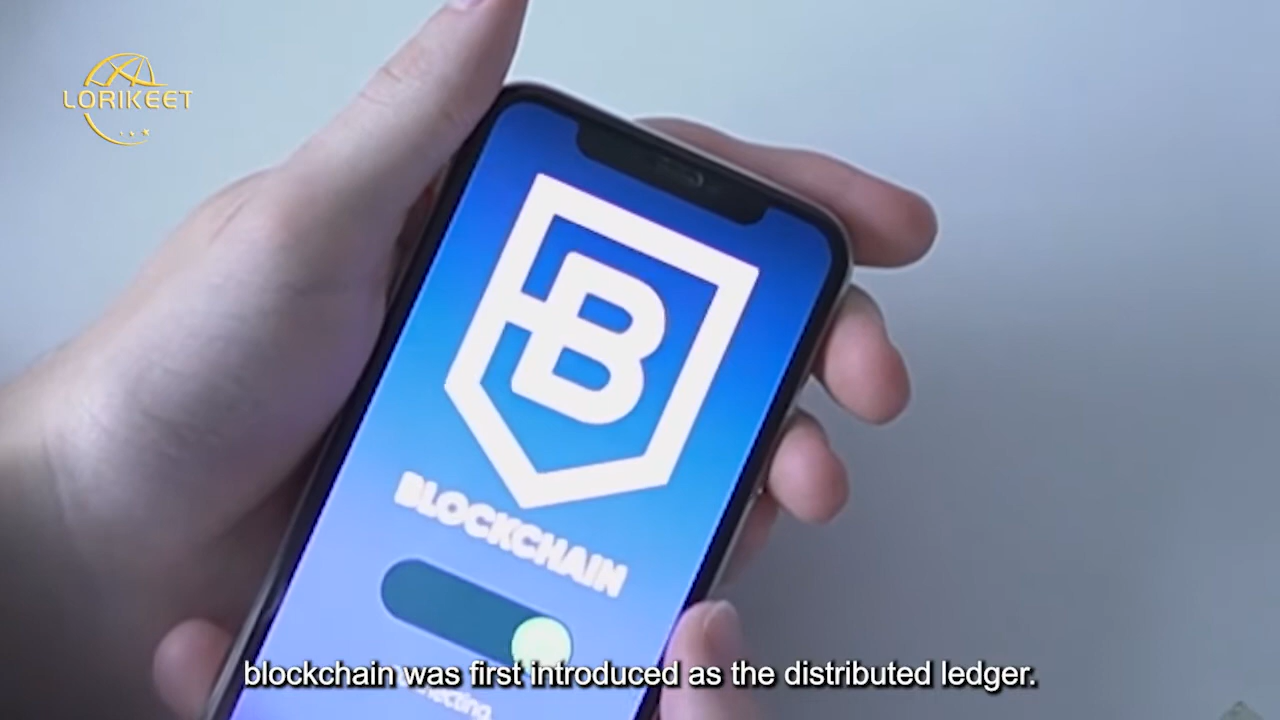 LORIKEET
B
BLOCKCHAIN
blockchain was first introduced as the distributed ledger.